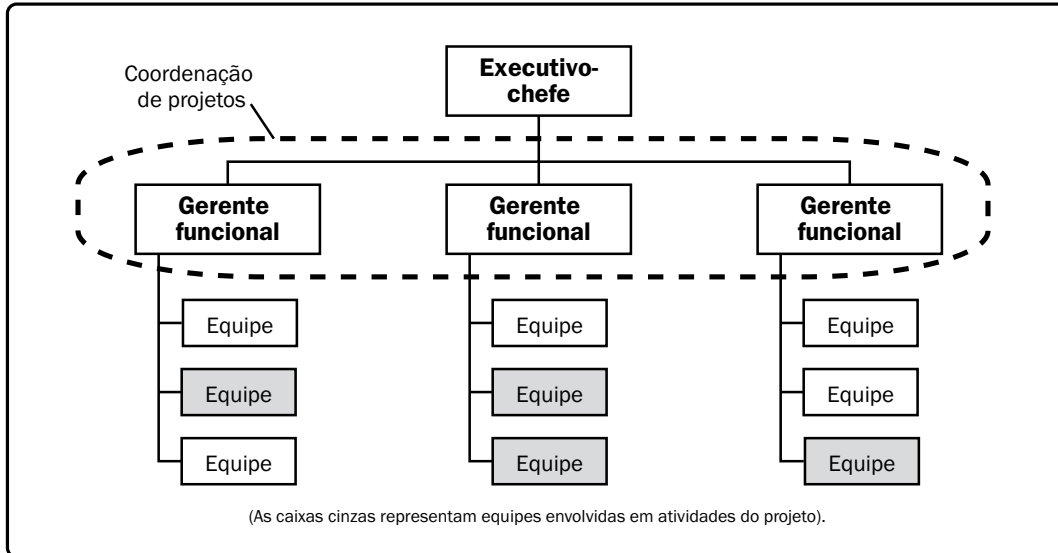 Coordenação
de projetos
Executivo-
chefe
Gerente
funcional
Gerente
funcional
Gerente
funcional
Equipe
Equipe
Equipe
Equipe
Equipe
Equipe
Equipe
Equipe
Equipe
(As caixas cinzas representam equipes envolvidas em atividades do projeto).